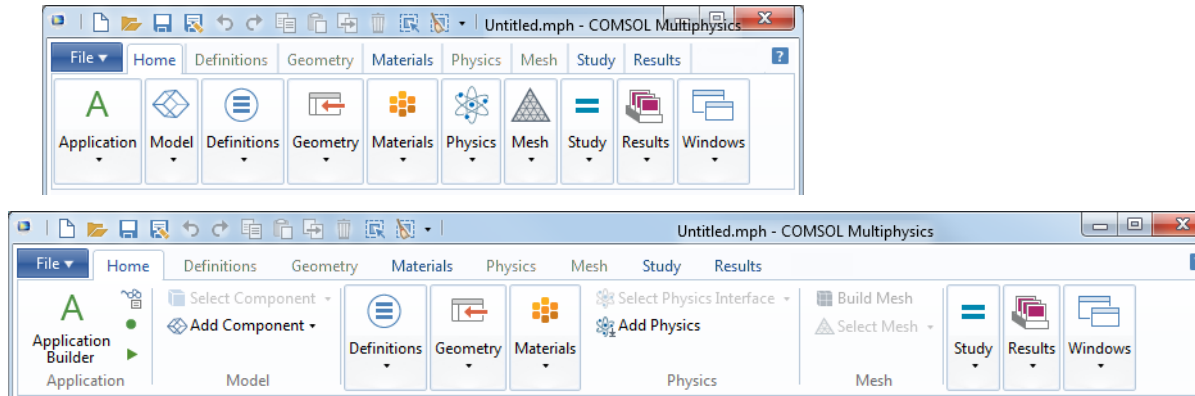 Untitled.mph - COMSOL Multiphysics
File Home Definitions Geometry Materials Physics Mesh Study Results
Application Model Definitions Geometry Materials Physics Mesh Study Results Windows
Untitled.mph - COMSOL Multiphysics
File Home Definitions Geometry Materials Physics Mesh Study Results
A
Select Component Select Physics Interface Build Mesh
Add Component Add Physics Select Mesh
Application Builder Definitions Geometry Materials Study Results Windows
Application Model Physics Mesh